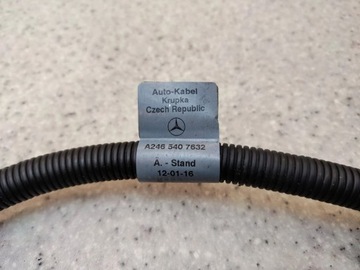 Auto-Kabel
Krupka
Czech Republic
A246 540 7632
A. - Stand
12-01-16